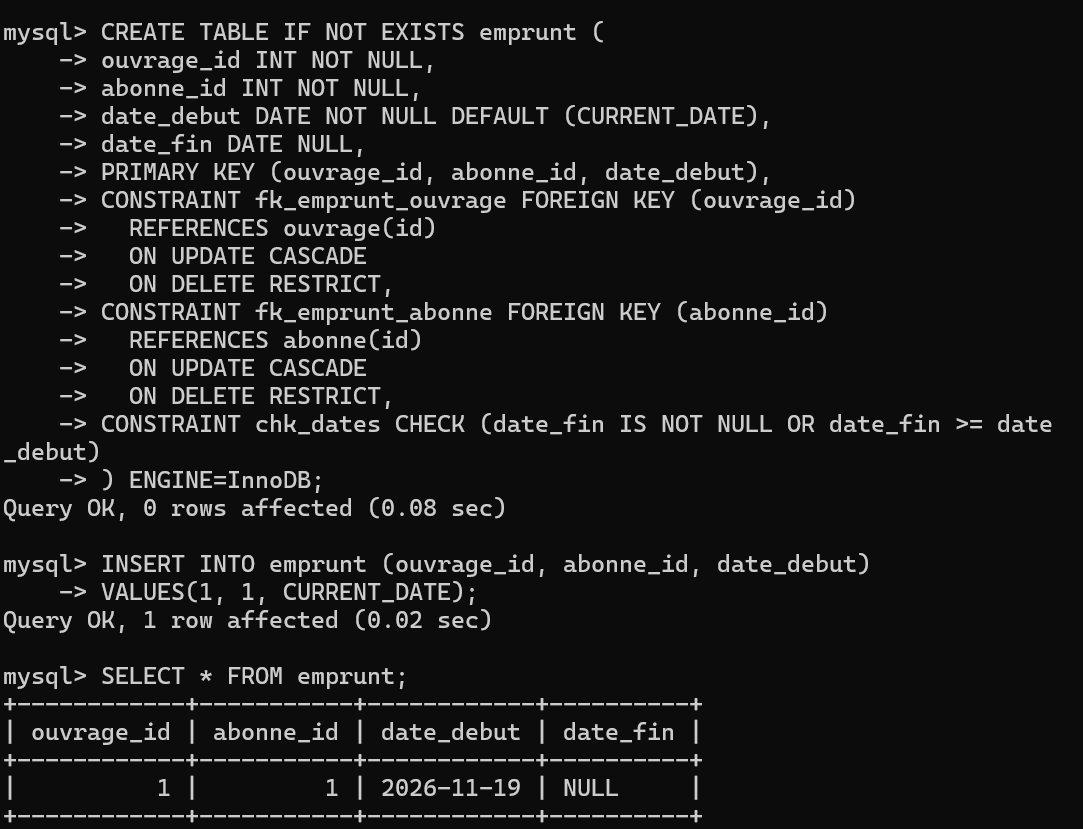 mysql> CREATE TABLE IF NOT EXISTS emprunt (
    -> ouvrage_id INT NOT NULL,
    -> abonne_id INT NOT NULL,
    -> date_debut DATE NOT NULL DEFAULT (CURRENT_DATE),
    -> date_fin DATE NULL,
    -> PRIMARY KEY (ouvrage_id, abonne_id, date_debut),
    -> CONSTRAINT fk_emprunt_ouvrage FOREIGN KEY (ouvrage_id)
    ->   REFERENCES ouvrage(id)
    ->   ON UPDATE CASCADE
    ->   ON DELETE RESTRICT,
    -> CONSTRAINT fk_emprunt_abonne FOREIGN KEY (abonne_id)
    ->   REFERENCES abonne(id)
    ->   ON UPDATE CASCADE
    ->   ON DELETE RESTRICT,
    -> CONSTRAINT chk_dates CHECK (date_fin IS NOT NULL OR date_fin >= date
_debut)
    -> ) ENGINE=InnoDB;
Query OK, 0 rows affected (0.08 sec)

mysql> INSERT INTO emprunt (ouvrage_id, abonne_id, date_debut)
    -> VALUES(1, 1, CURRENT_DATE);
Query OK, 1 row affected (0.02 sec)

mysql> SELECT * FROM emprunt;
+------------+-----------+------------+----------+
| ouvrage_id | abonne_id | date_debut | date_fin |
+------------+-----------+------------+----------+
|          1 |         1 | 2026-11-19 | NULL     |
+------------+-----------+------------+----------+